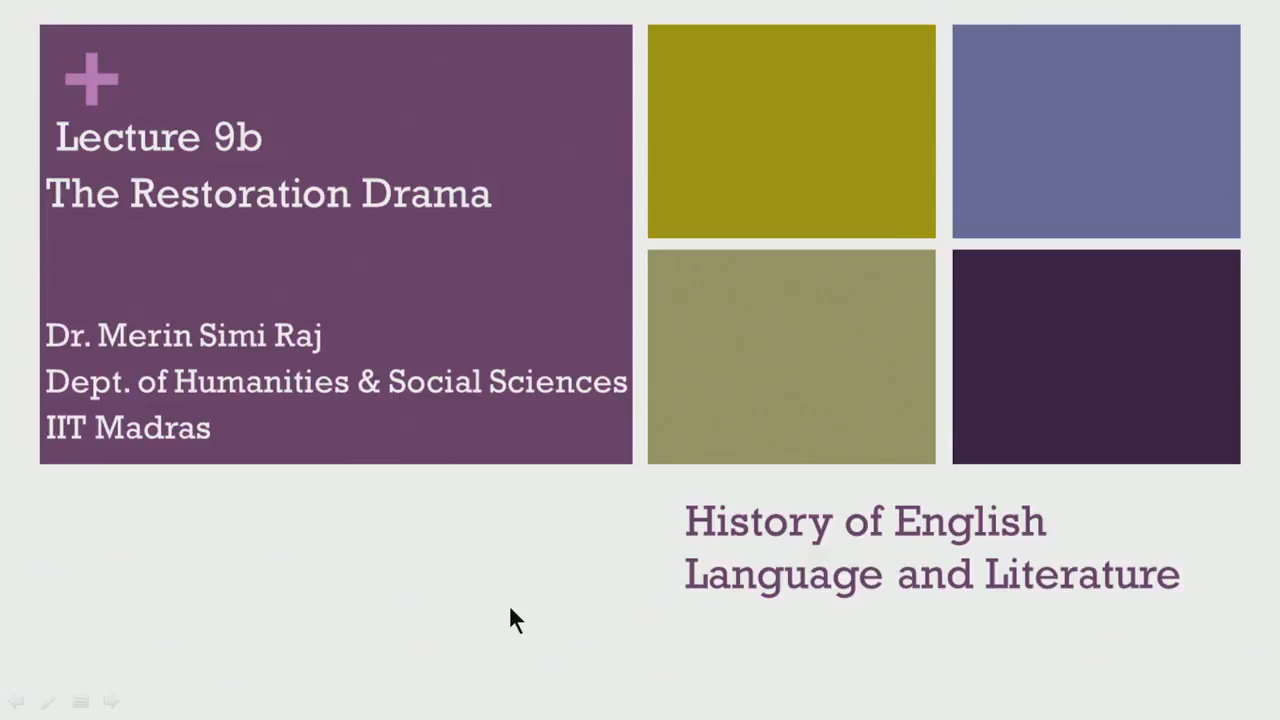 Lecture 9b
The Restoration Drama
Dr. Merin Simi Raj
Dept. of Humanities & Social Sciences
IIT Madras
History of English
Language and Literature